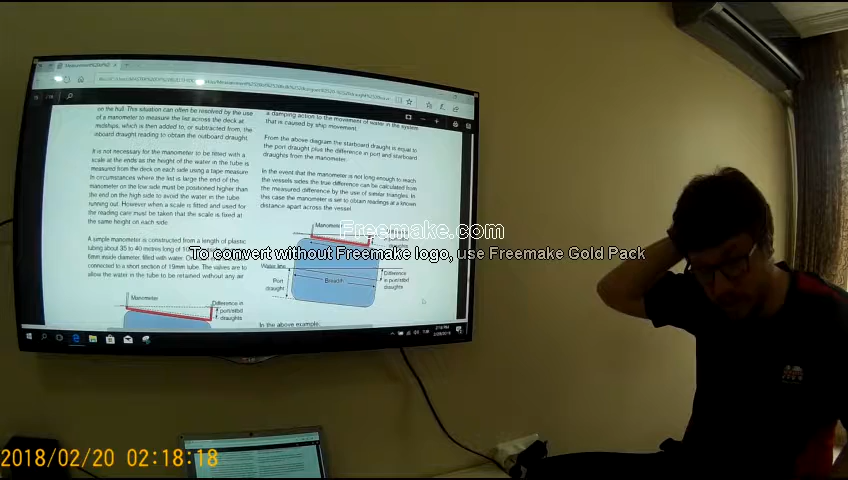 on the hull. This situation can often be resolved by the use
of a manometer to measure the list across the deck at
midships, which is then added to, or subtracted from, the
inboard draught reading to obtain the outboard draught.
It is not necessary for the manometer to be fitted with a
scale at the ends as the height of the water in the tube is
measured from the deck on each side using a tape measure
In circumstances where the list is large the end of the
manometer on the low side must be positioned higher than
the end on the high side to avoid the water in the tube
running out. However when a scale is fitted and used for
the reading care must be taken that the scale is fixed at
the same height on each side.
A simple manometer is constructed from a length of plastic
tubing about 35 to 40 metres long of
6mm inside diameter, filled with water.
connected to a short section of 19mm tube. The valves are to
allow the water in the tube to be retained without any air
Manometer
Difference in
port/stbd
draughts
a damping action to the movement of water in the system
that is caused by ship movement.
From the above diagram the starboard draught is equal to
the port draught plus the difference in port and starboard
draughts from the manometer.
In the event that the manometer is not long enough to reach
the vessels sides the true difference can be calculated from
the measured difference by the use of similar triangles. In
this case the manometer is set to obtain readings at a known
distance apart across the vessel.
Manometer
Water line
Port
draught
Breadth
Difference
in port/stbd
draughts
In the above example:
Freemake.com
To convert without Freemake logo, use Freemake Gold Pack
2018/02/20 02:18:18